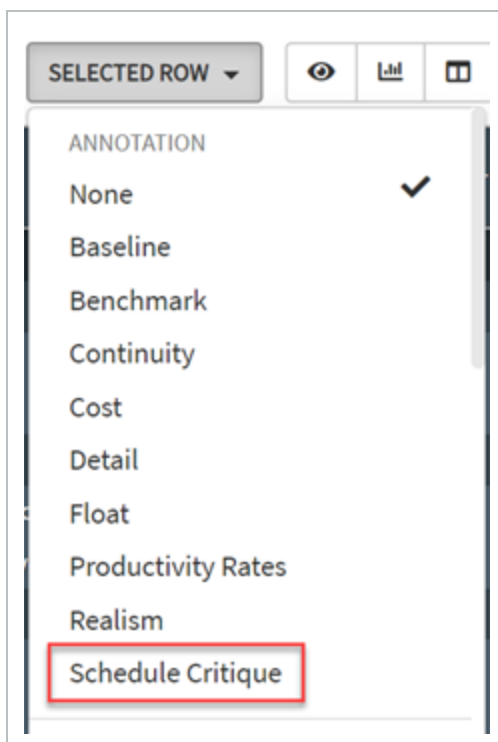 SELECTED ROW
ANNOTATION
None
Baseline
Benchmark
Continuity
Cost
Detail
Float
Productivity Rates
Realism
Schedule Critique